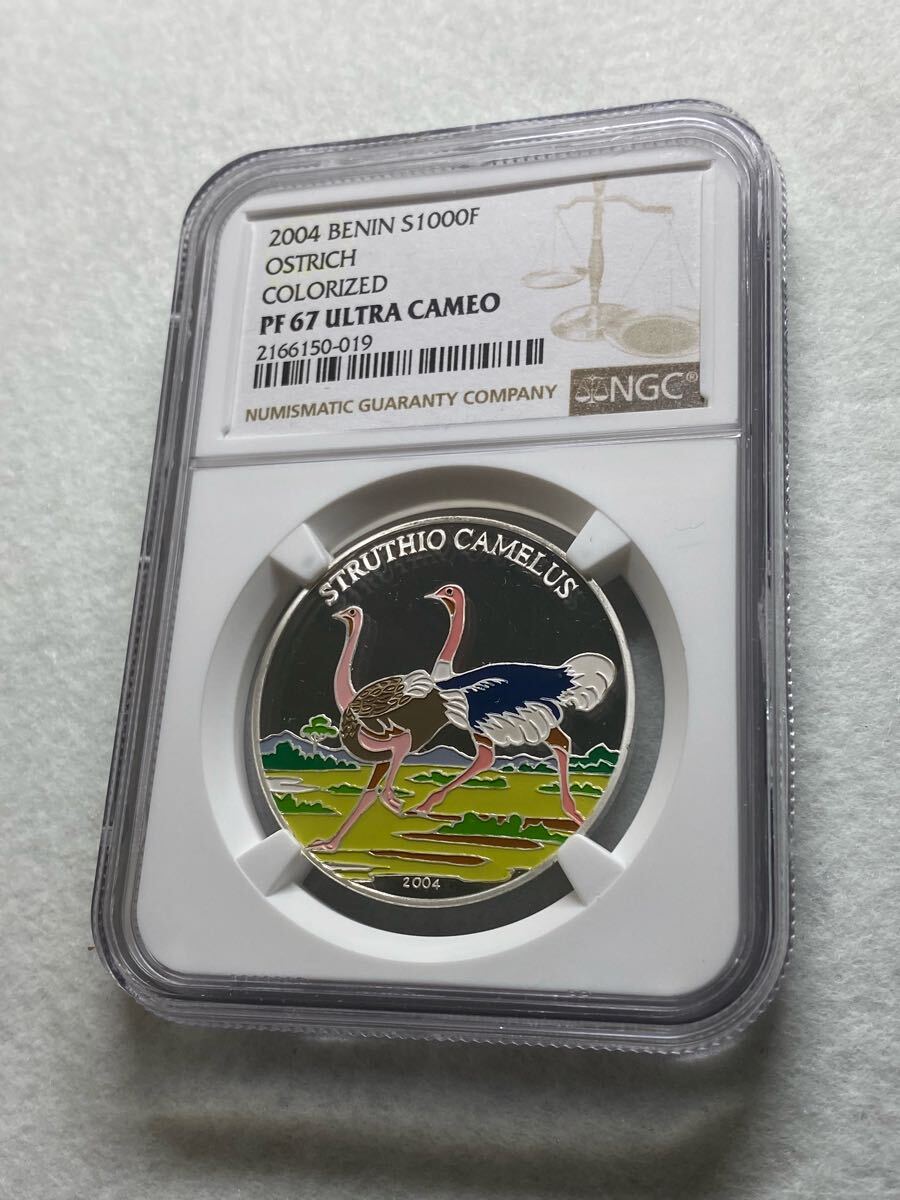 2004 BENIN S1000F
OSTRICH
COLORIZED
PF 67 ULTRA CAMEO
2166150-019
NUMISMATIC GUARANTY COMPANY NGC®
STRUTHIO CAMELUS
2004